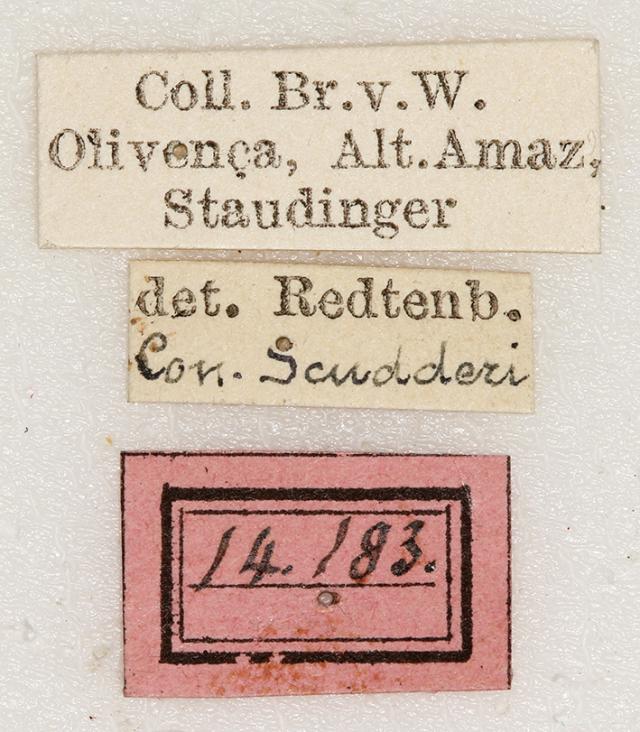 Coll. Br.v.W.
Olivença, Alt.Amaz,
Staudinger
det. Redtenb.
Con. Scudderi
14.183.